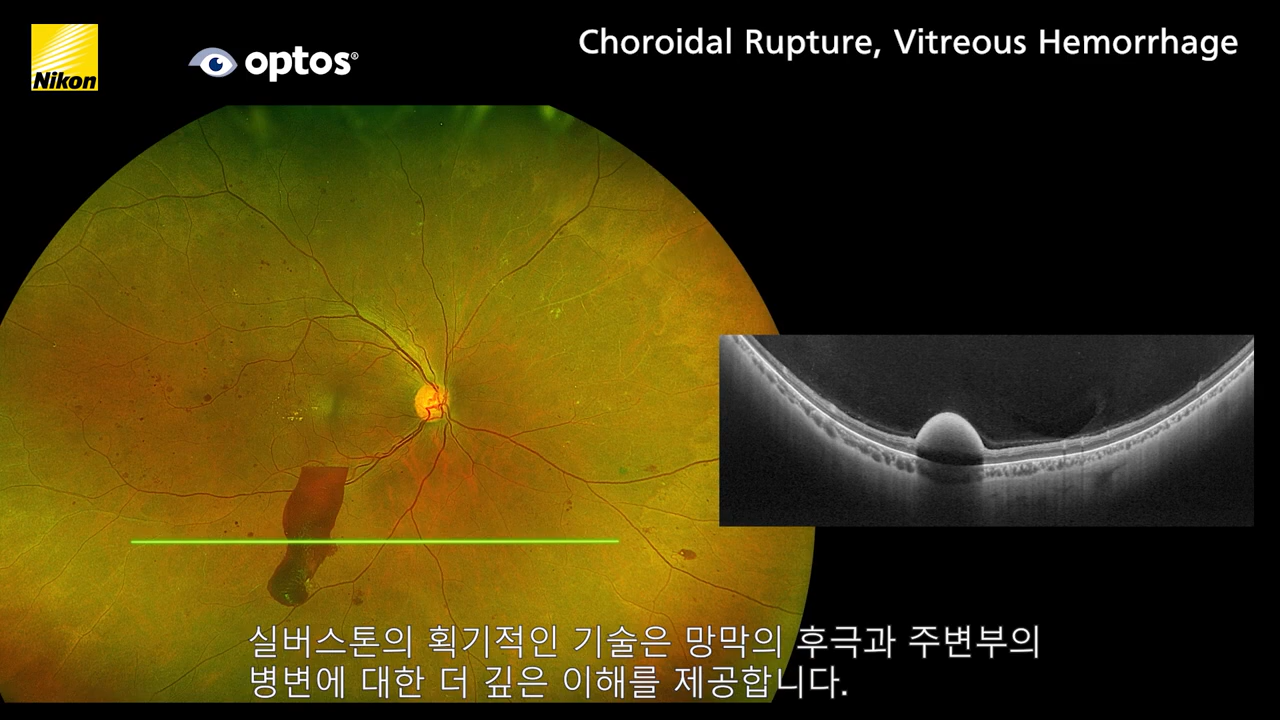 Nikon
optos®
Choroidal Rupture, Vitreous Hemorrhage
실버스톤의 획기적인 기술은 망막의 후극과 주변부의
병변에 대한 더 깊은 이해를 제공합니다.